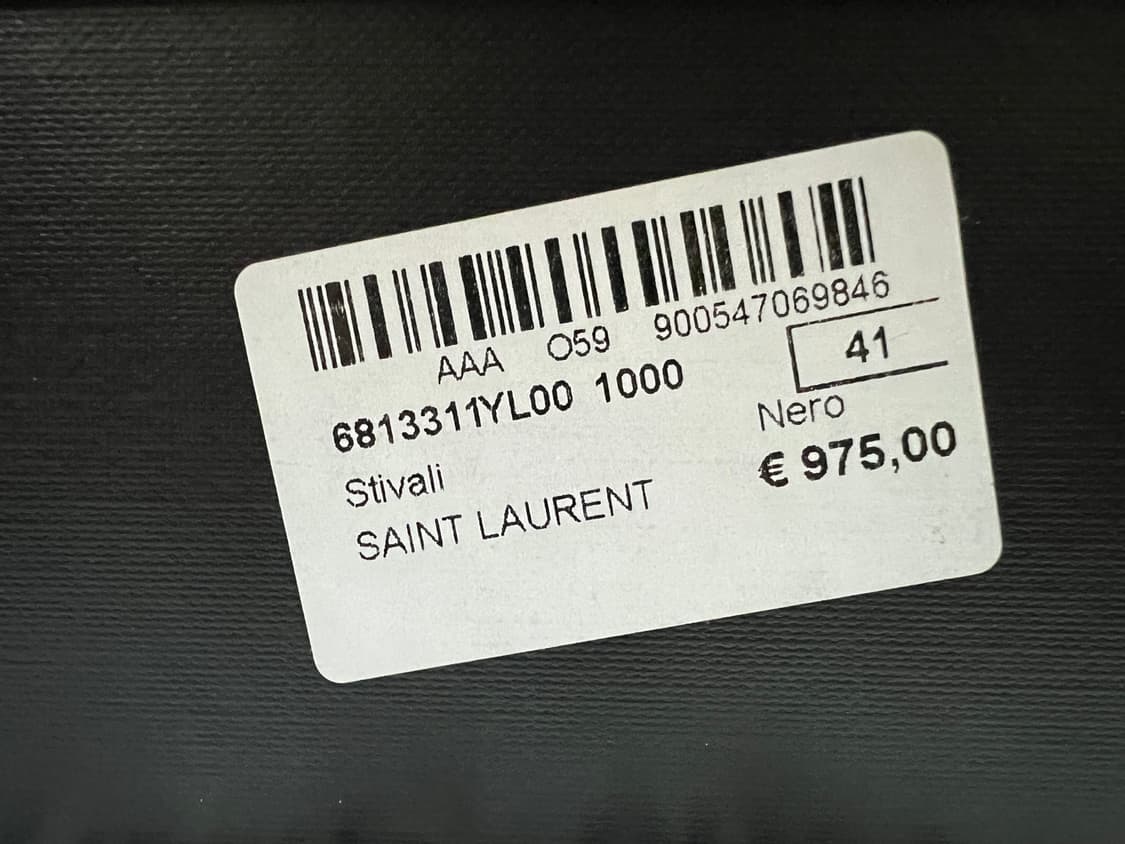 AAA O59 900547069846
6813311YL00 1000 41
Stivali Nero
SAINT LAURENT € 975,00